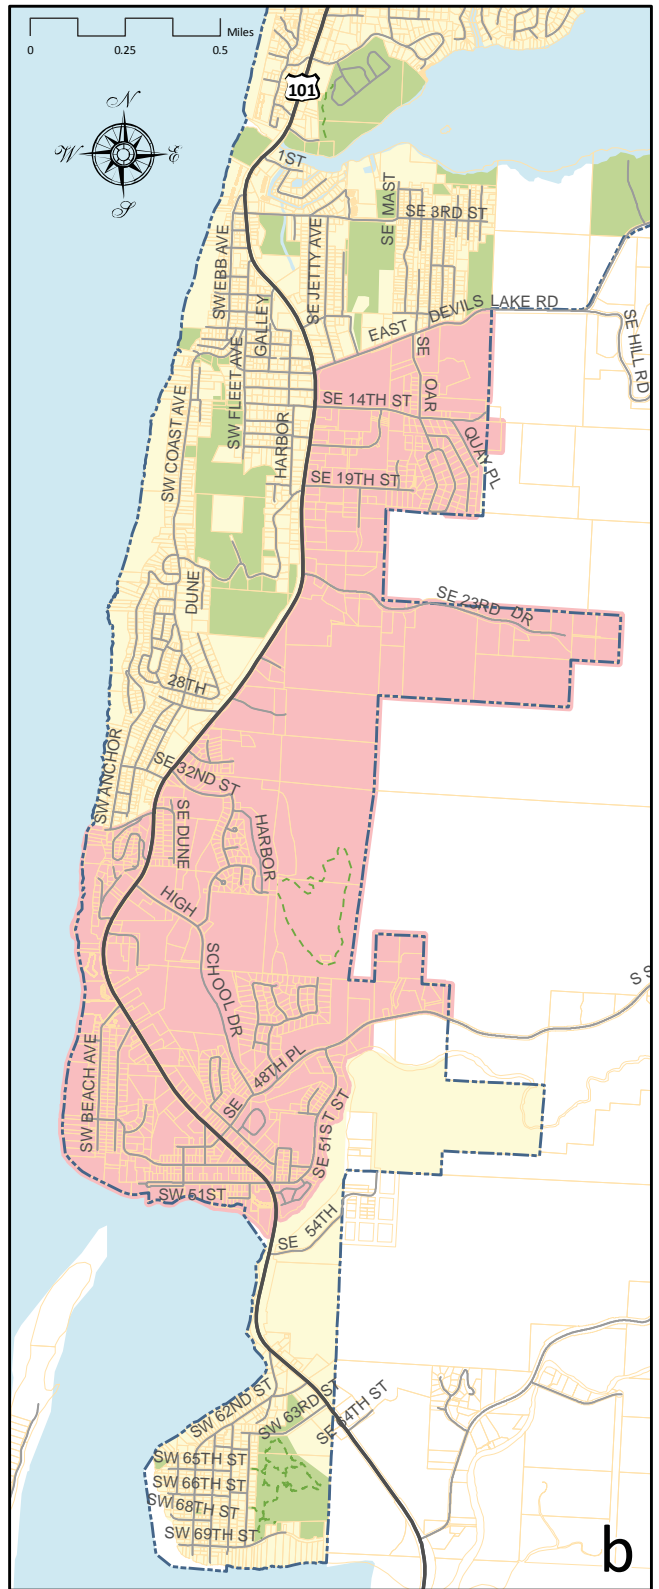 Miles
0
0.25
0.5
N
W
E
S
101
1ST
SE MAST
SE 3RD ST
SW EBB AVE
SE JETTY AVE
GALLEY
EAST DEVILS LAKE RD
SE HILL RD
SW FLEET AVE
SE OAR
SE 14TH ST
SW COAST AVE
HARBOR
QUAY PL
SE 19TH ST
DUNE
SE 23RD DR
28TH
SW ANCHOR
SE 32ND ST
SE DUNE
HARBOR
HIGH SCHOOL DR
S S
SW BEACH AVE
SE 48TH PL
SE 51ST ST
SW 51ST
SE 54TH
SW 62ND ST
SW 63RD ST
SE 64TH ST
SW 65TH ST
SW 66TH ST
SW 68TH ST
SW 69TH ST
b